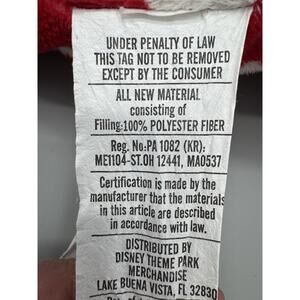 UNDER PENALTY OF LAW
THIS TAG NOT TO BE REMOVED
EXCEPT BY THE CONSUMER
ALL NEW MATERIAL
consisting of
Filling:100% POLYESTER FIBER
Reg. No:PA 1082 (KR):
ME1104-ST.OH 12441, MA0537
Certification is made by the
manufacturer that the materials
in this article are described
in accordance with law.
DISTRIBUTED BY
DISNEY THEME PARK
MERCHANDISE
LAKE BUENA VISTA, FL 32830